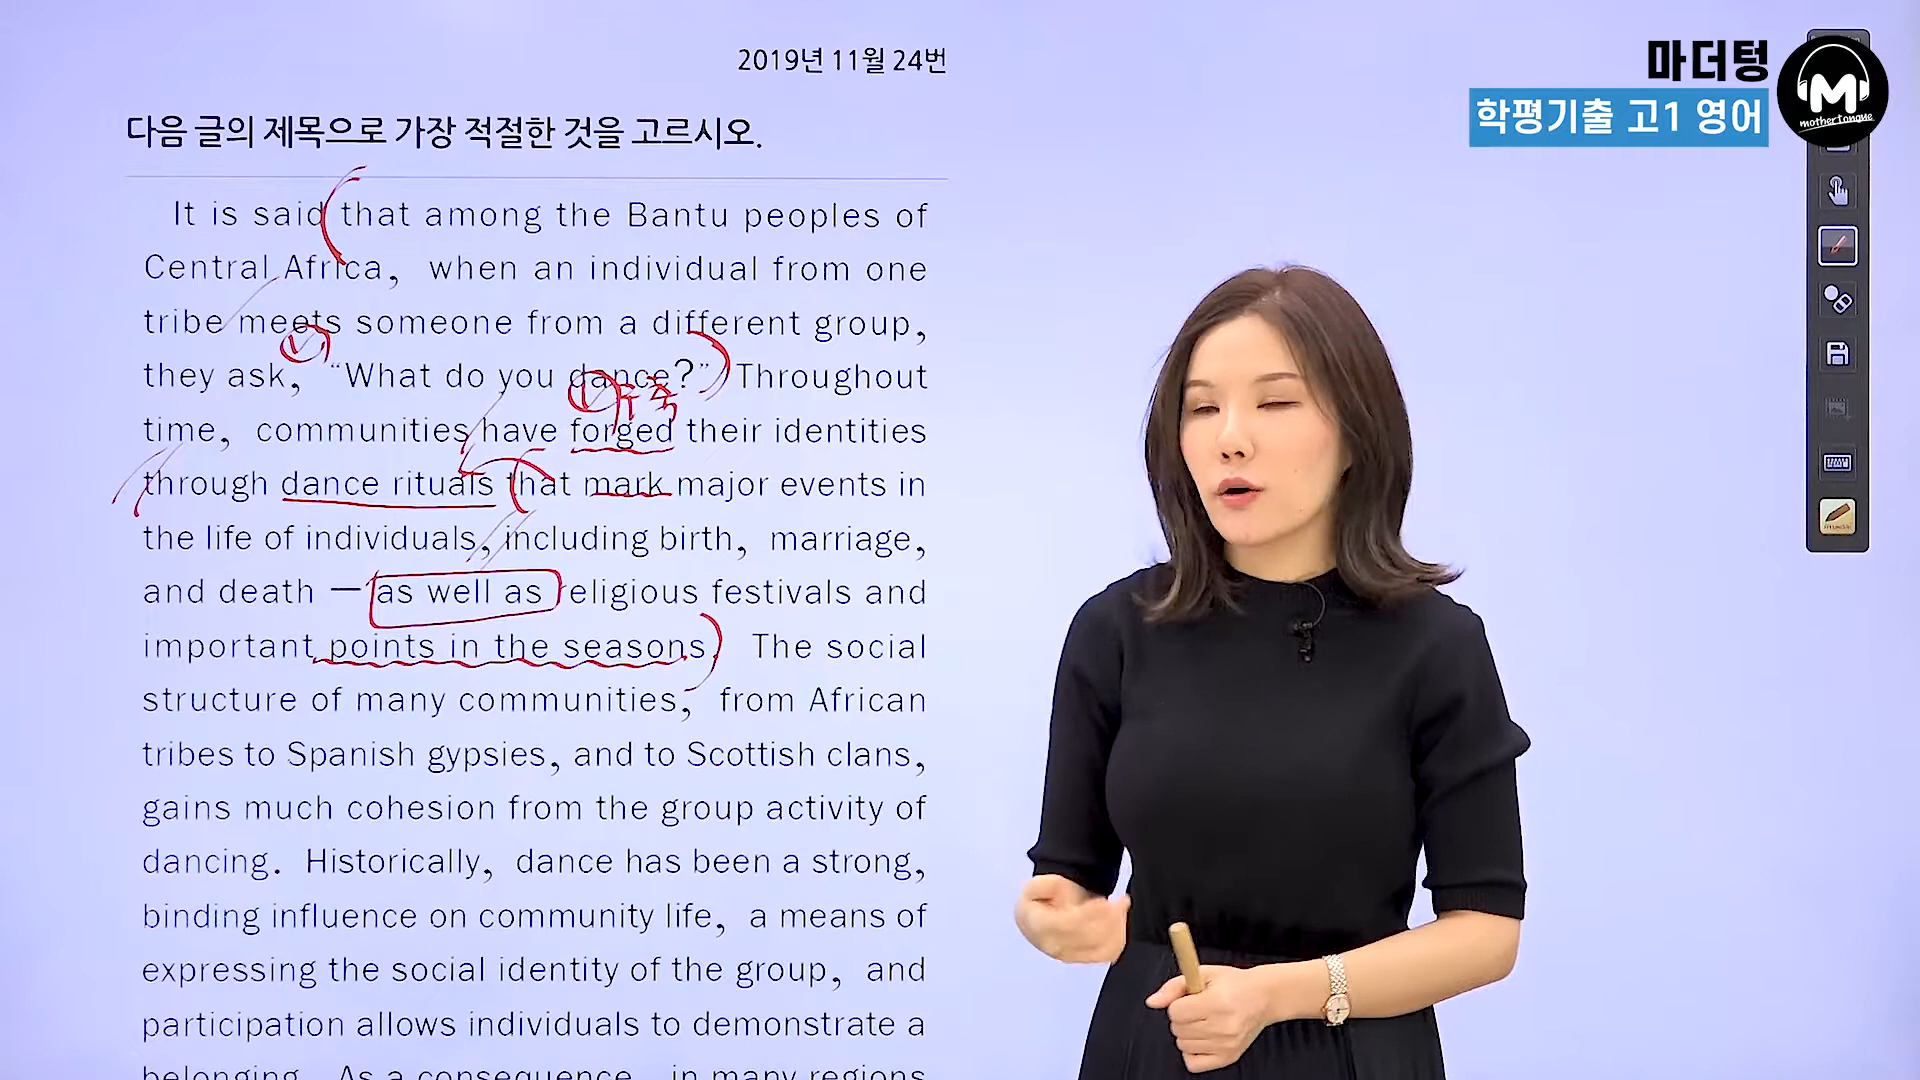 2019년 11월 24번
마더텅
학평기출 고1 영어
mothertongue
다음 글의 제목으로 가장 적절한 것을 고르시오.
It is said that among the Bantu peoples of
Central Africa, when an individual from one
tribe meets someone from a different group,
they ask, “What do you dance?” Throughout
구축
time, communities have forged their identities
through dance rituals that mark major events in
the life of individuals, including birth, marriage,
and death — as well as religious festivals and
important points in the seasons. The social
structure of many communities, from African
tribes to Spanish gypsies, and to Scottish clans,
gains much cohesion from the group activity of
dancing. Historically, dance has been a strong,
binding influence on community life, a means of
expressing the social identity of the group, and
participation allows individuals to demonstrate a
belonging. As a consequence, in many regions